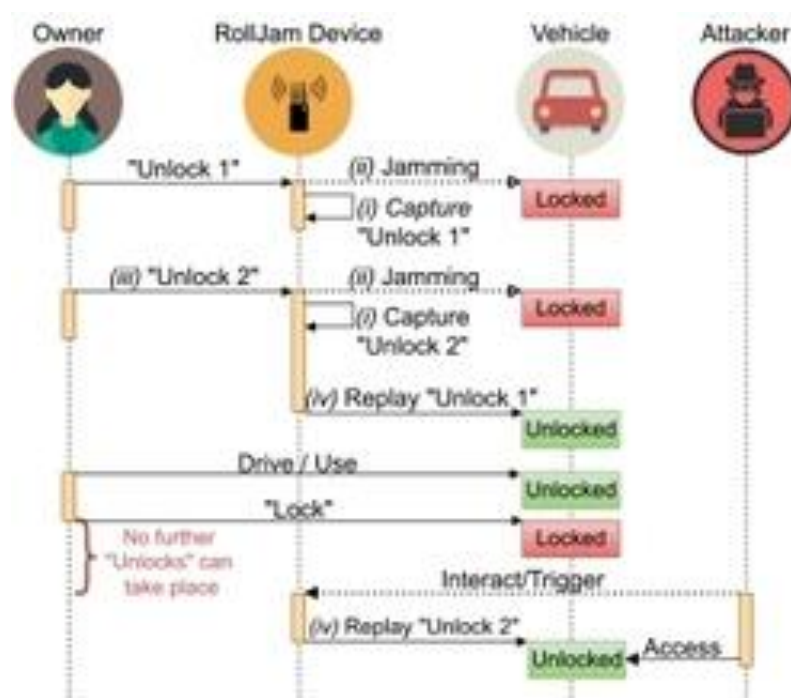 Owner RollJam Device Vehicle Attacker
"Unlock 1" (ii) Jamming
Locked
(i) Capture
"Unlock 1"
(iii) "Unlock 2" (ii) Jamming
Locked
(i) Capture
"Unlock 2"
(iv) Replay "Unlock 1"
Unlocked
Drive / Use
Unlocked
"Lock"
Locked
No further
"Unlocks" can
take place
Interact/Trigger
(iv) Replay "Unlock 2"
Unlocked Access